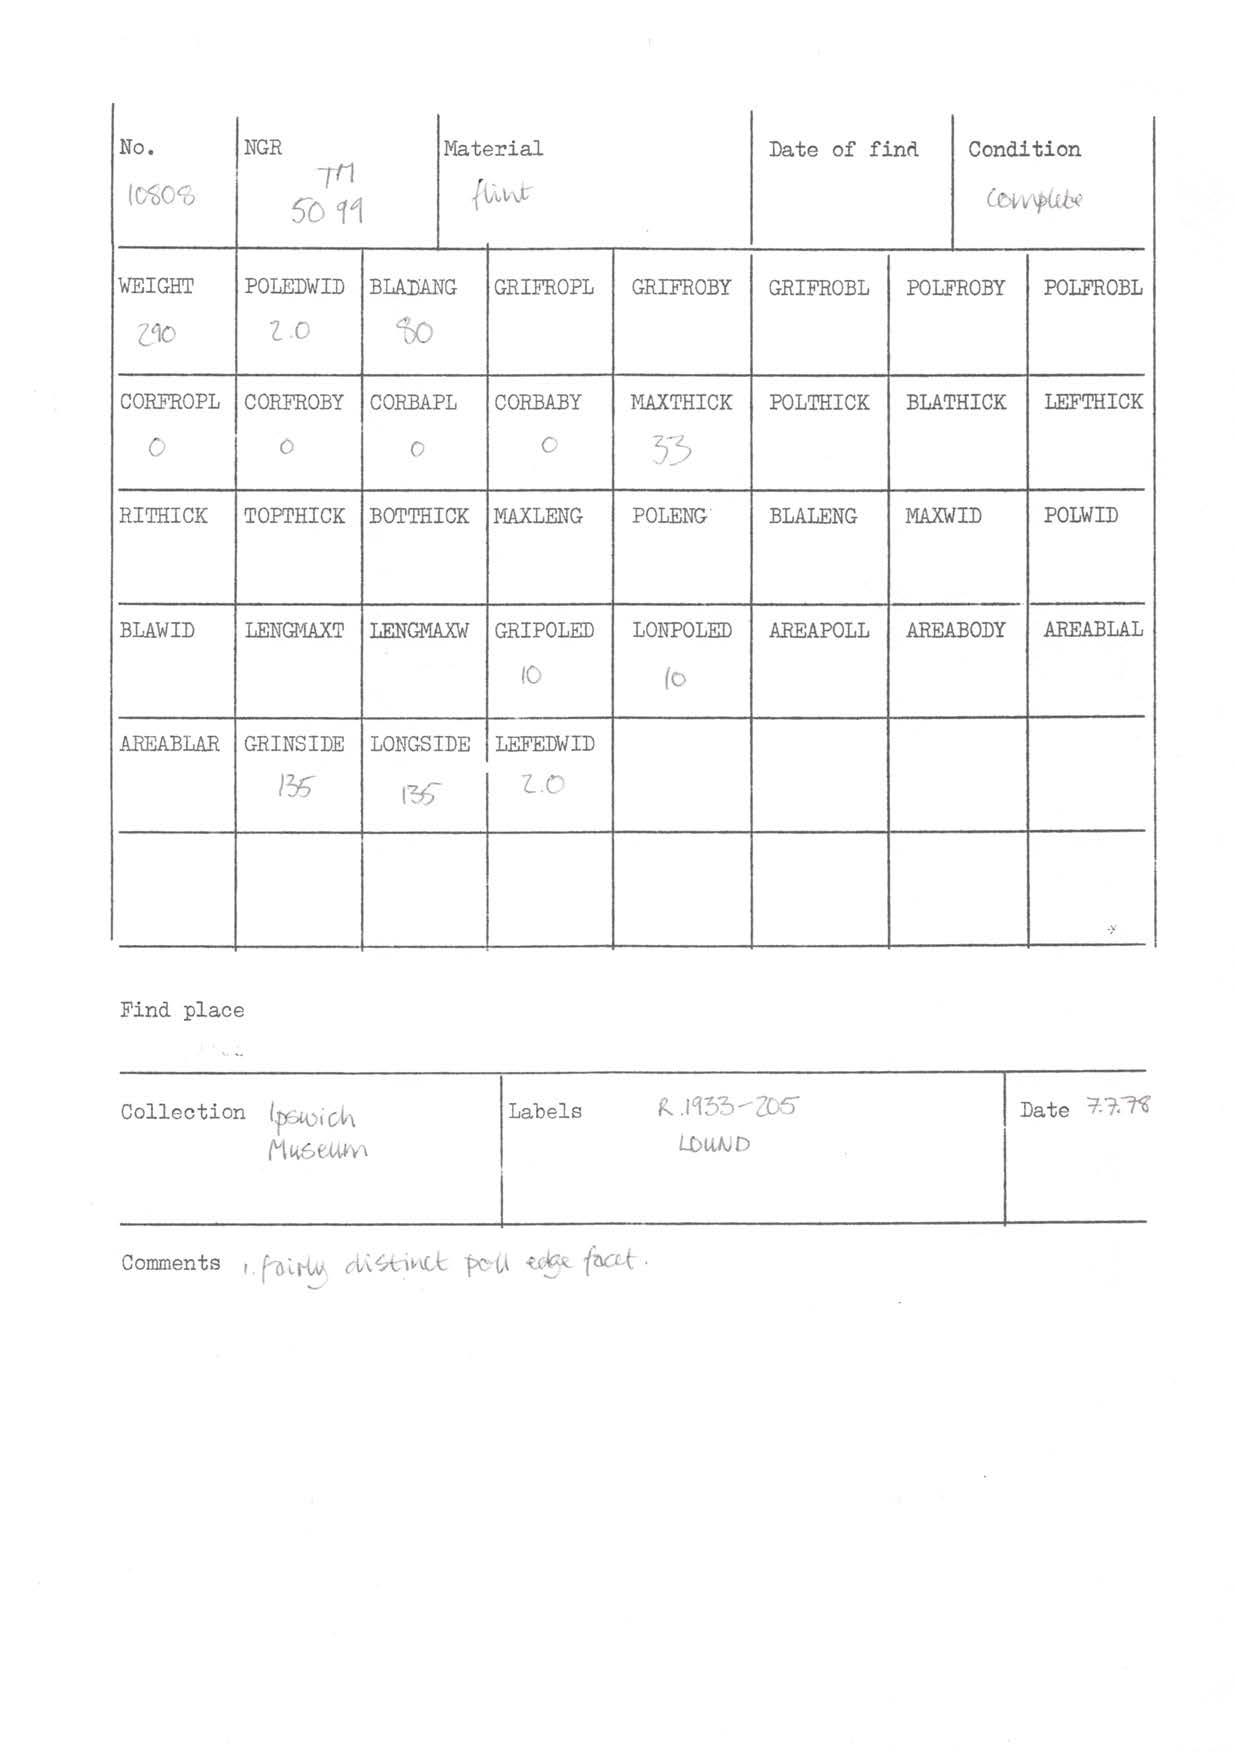 No. NGR Material Date of find Condition
10808 TM 50 99 flint complete
WEIGHT POLEDWID BLADANG GRIFROPL GRIFROBY GRIFROBL POLFROBY POLFROBL
290 2.0 80
CORFROPL CORFROBY CORBAPL CORBABY MAXTHICK POLTHICK BLATHICK LEFTHICK
0 0 0 0 33
RITHICK TOPTHICK BOTTHICK MAXLENG POLENG BLALENG MAXWID POLWID
BLAWID LENGMAXT LENGMAXW GRIPOLED LONPOLED AREAPOLL AREABODY AREABLAL
10 10
AREABLAR GRINSIDE LONGSIDE LEFEDWID
135 135 2.0
Find place
Collection Ipswich Labels R.1933-205 Date 7.7.78
Museum LOUND
Comments 1. fairly distinct poll edge facet.